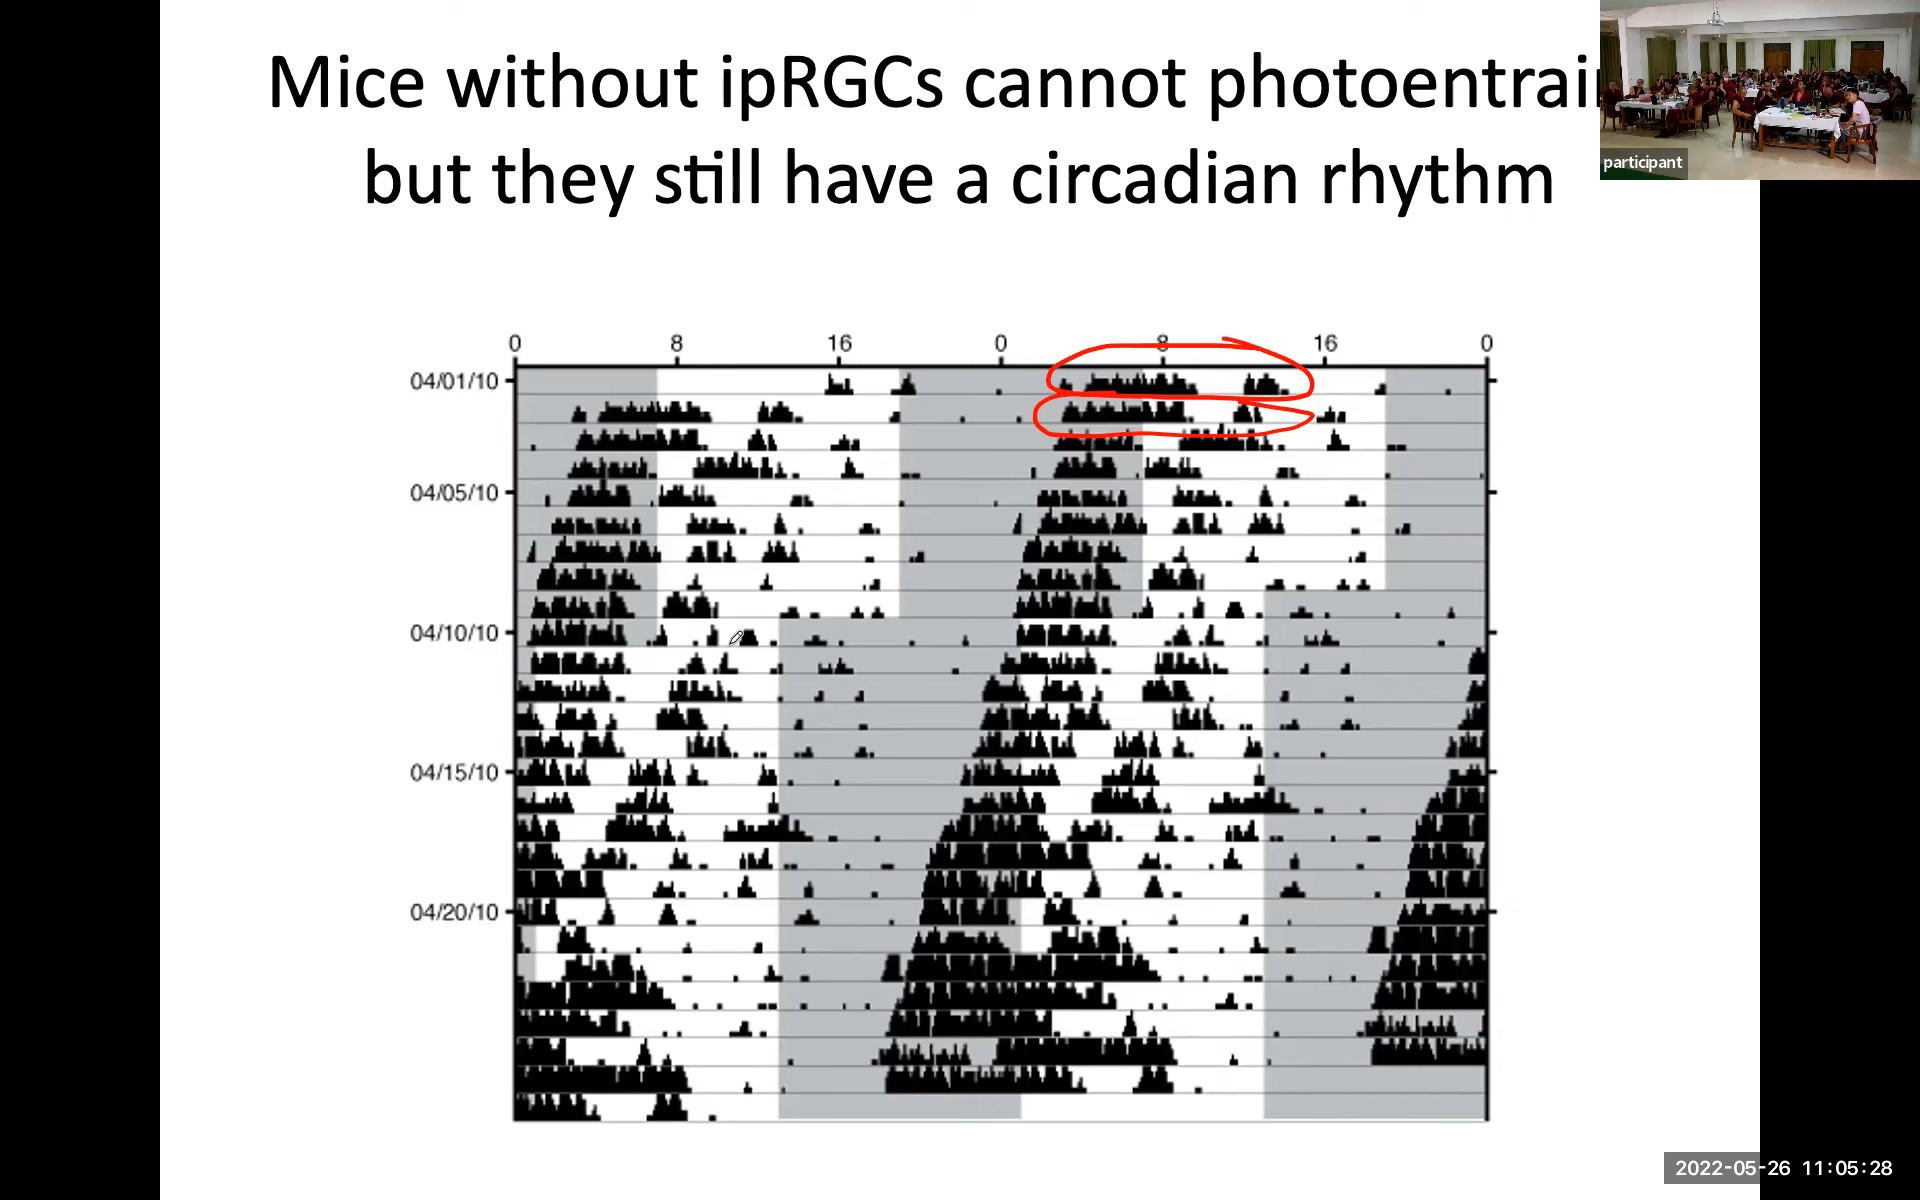 Mice without ipRGCs cannot photoentrai
but they still have a circadian rhythm
participant
0 8 16 0 8 16 0
04/01/10
04/05/10
04/10/10
04/15/10
04/20/10
2022-05-26 11:05:28